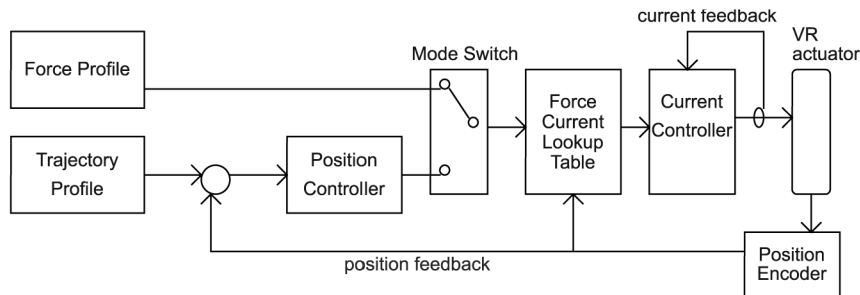 current feedback
VR
actuator
Mode Switch
Force Profile
Force
Current
Lookup
Table
Current
Controller
Trajectory
Profile
Position
Controller
position feedback
Position
Encoder